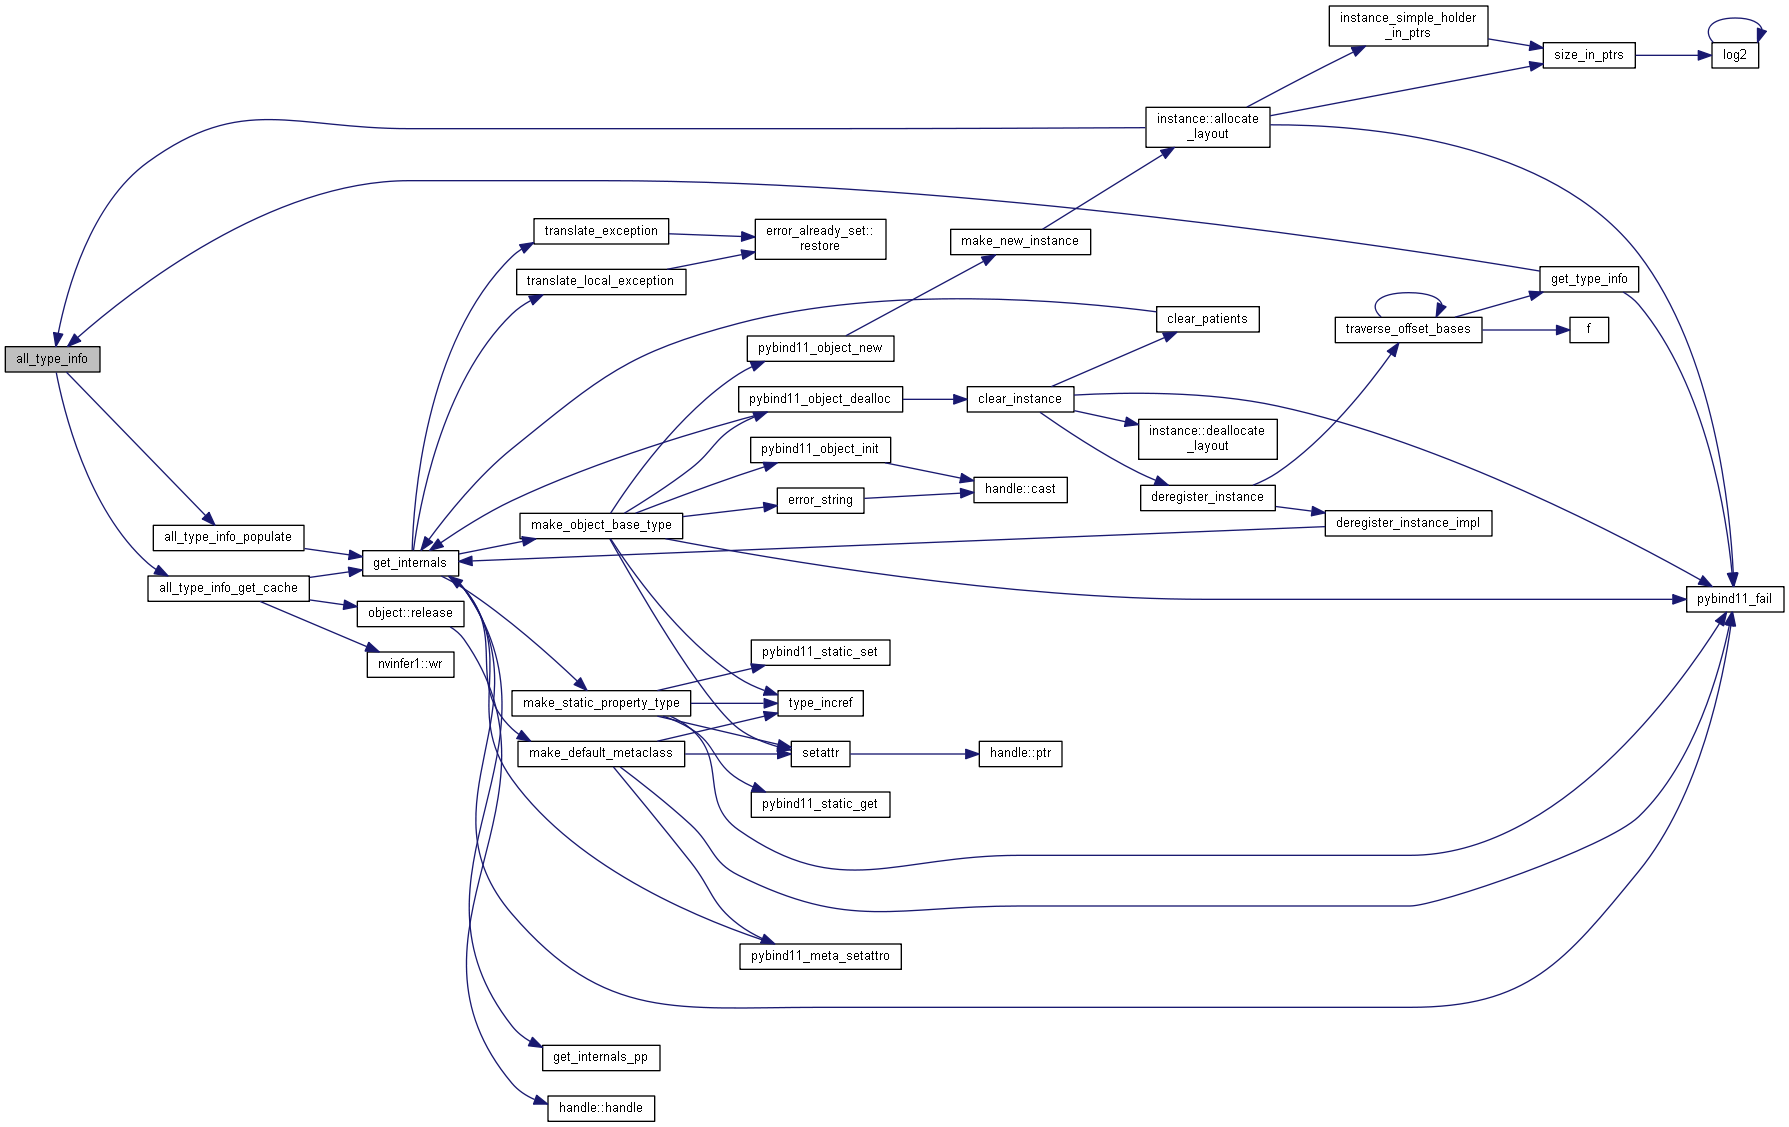 instance_simple_holder
_in_ptrs
size_in_ptrs
log2
instance::allocate
_layout
translate_exception
error_already_set::
restore
make_new_instance
translate_local_exception
get_type_info
clear_patients
traverse_offset_bases
f
all_type_info
pybind11_object_new
pybind11_object_dealloc
clear_instance
instance::deallocate
_layout
pybind11_object_init
handle::cast
deregister_instance
error_string
make_object_base_type
deregister_instance_impl
all_type_info_populate
get_internals
all_type_info_get_cache
object::release
pybind11_fail
nvinfer1::wr
pybind11_static_set
make_static_property_type
type_incref
make_default_metaclass
setattr
handle::ptr
pybind11_static_get
pybind11_meta_setattro
get_internals_pp
handle::handle